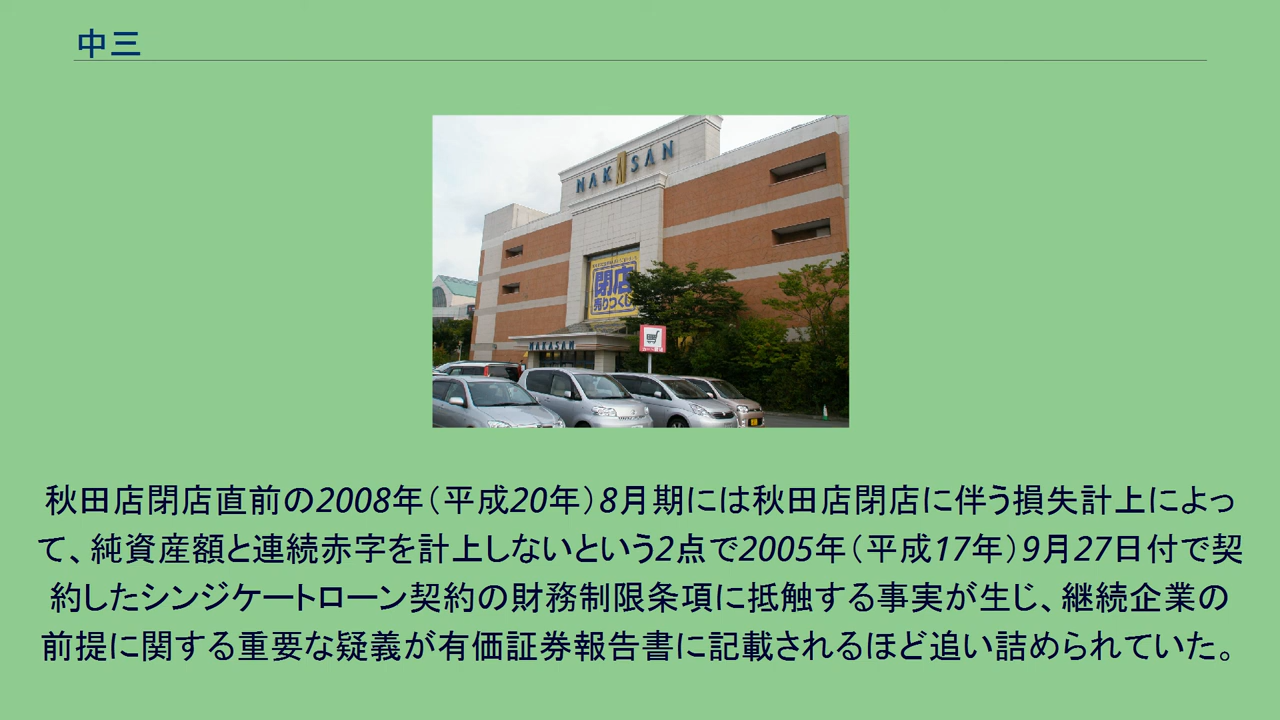 中三
NAKASAN
閉店
売りつくし
NAKASAN
秋田店閉店直前の2008年（平成20年）8月期には秋田店閉店に伴う損失計上によっ
て、純資産額と連続赤字を計上しないという2点で2005年（平成17年）9月27日付で契
約したシンジケートローン契約の財務制限条項に抵触する事実が生じ、継続企業の
前提に関する重要な疑義が有価証券報告書に記載されるほど追い詰められていた。